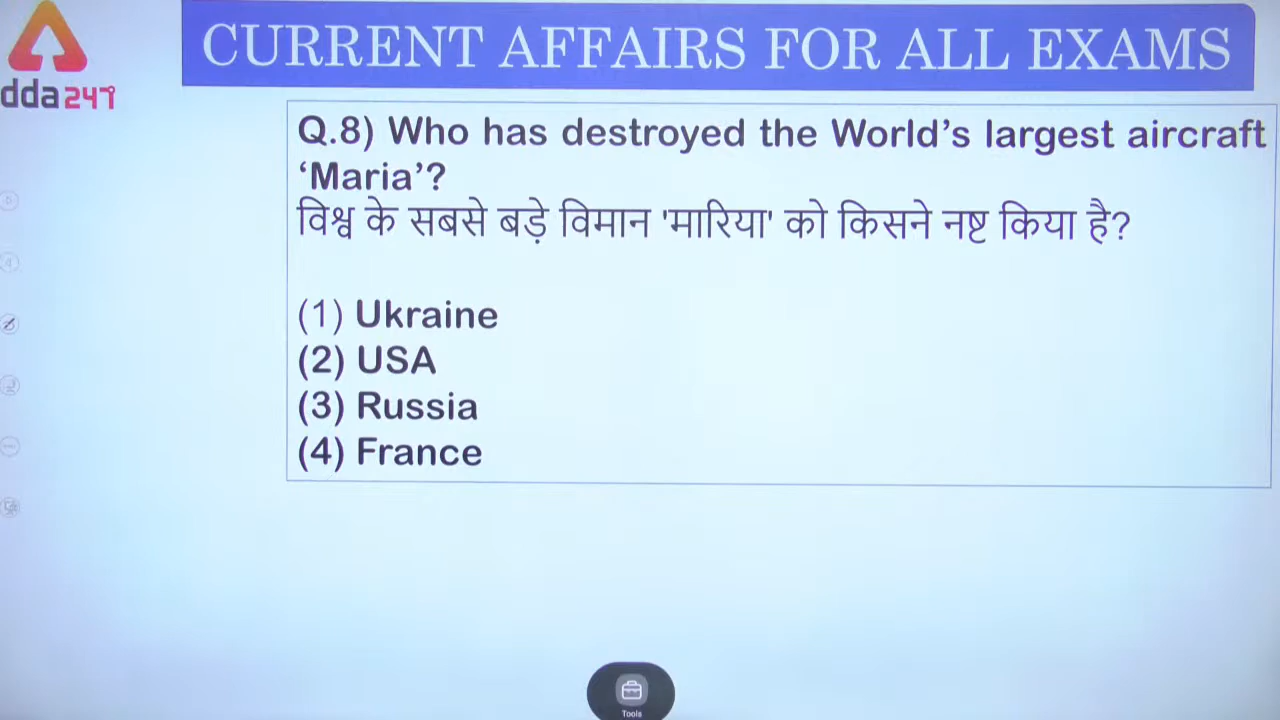 CURRENT AFFAIRS FOR ALL EXAMS
dda247
Q.8) Who has destroyed the World’s largest aircraft
‘Maria’?
विश्व के सबसे बड़े विमान 'मारिया' को किसने नष्ट किया है?
(1) Ukraine
(2) USA
(3) Russia
(4) France
Tools